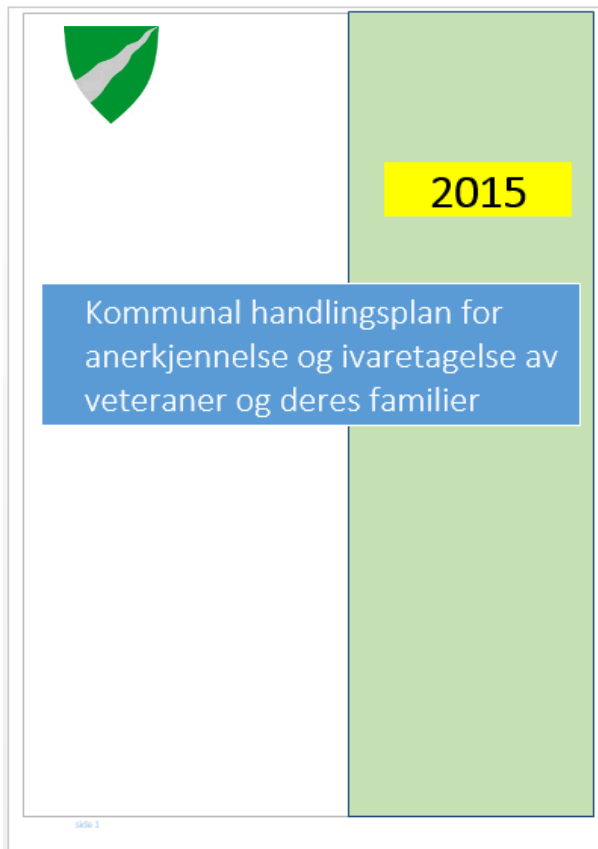 2015
Kommunal handlingsplan for
anerkjennelse og ivaretagelse av
veteraner og deres familier
side 1